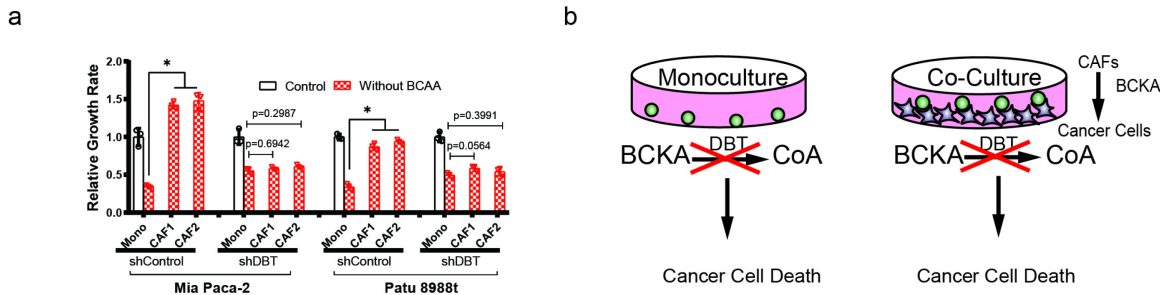 a
Relative Growth Rate
2.0
1.5
1.0
0.5
0.0
Control
Without BCAA
*
p=0.2987
p=0.6942
*
p=0.3991
p=0.0564
Mono CAF1 CAF2 Mono CAF1 CAF2 Mono CAF1 CAF2 Mono CAF1 CAF2
shControl shDBT shControl shDBT
Mia Paca-2 Patu 8988t
b
Monoculture
BCKA DBT CoA
Cancer Cell Death
Co-Culture
CAFs
BCKA
Cancer Cells
BCKA DBT CoA
Cancer Cell Death